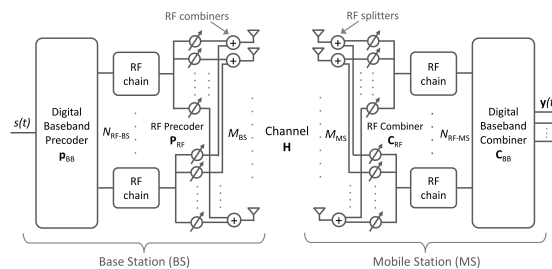 RF combiners
RF splitters
s(t)
Digital
Baseband
Precoder
p_BB
RF
chain
N_RF-BS
RF
chain
RF Precoder
P_RF
M_BS
Channel
H
M_MS
RF Combiner
C_RF
RF
chain
N_RF-MS
RF
chain
Digital
Baseband
Combiner
C_BB
y(t
Base Station (BS)
Mobile Station (MS)